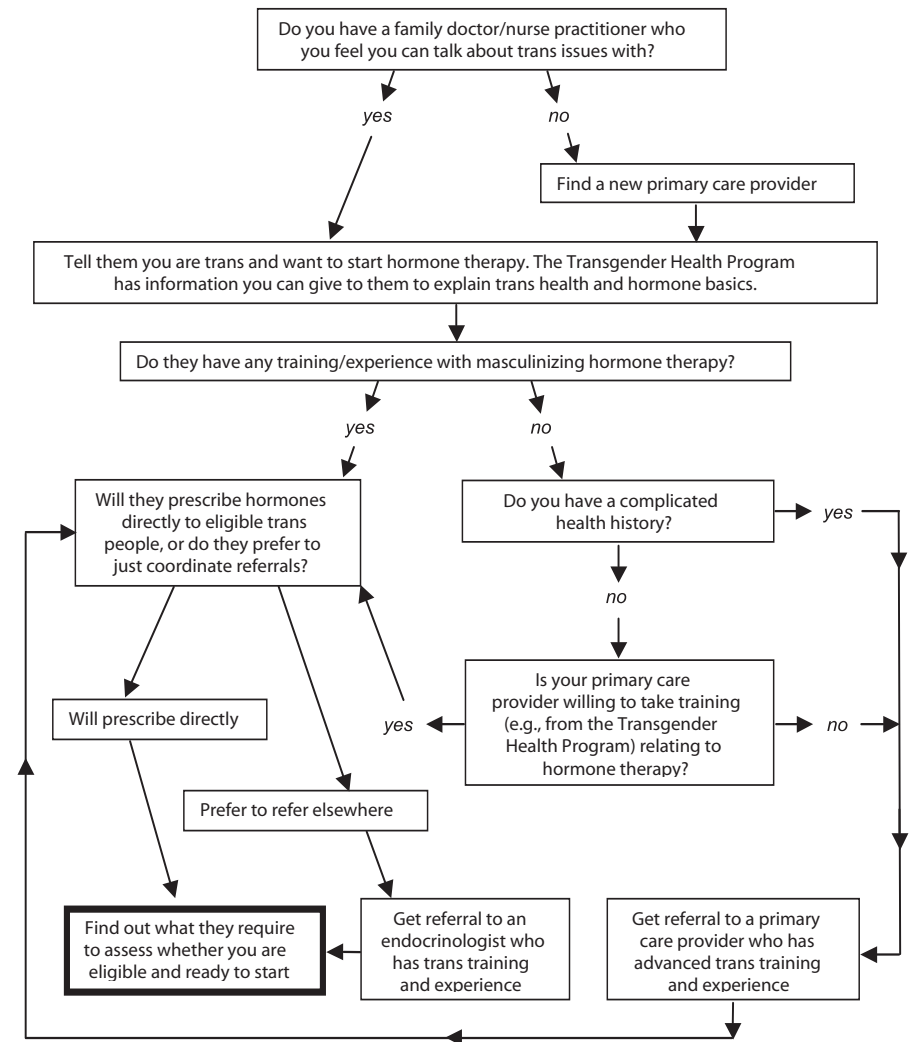 Do you have a family doctor/nurse practitioner who
you feel you can talk about trans issues with?
yes
no
Find a new primary care provider
Tell them you are trans and want to start hormone therapy. The Transgender Health Program
has information you can give to them to explain trans health and hormone basics.
Do they have any training/experience with masculinizing hormone therapy?
yes
no
Will they prescribe hormones
directly to eligible trans
people, or do they prefer to
just coordinate referrals?
Do you have a complicated
health history?
yes
no
Is your primary care
provider willing to take training
(e.g., from the Transgender
Health Program) relating to
hormone therapy?
yes
no
Will prescribe directly
Prefer to refer elsewhere
Find out what they require
to assess whether you are
eligible and ready to start
Get referral to an
endocrinologist who
has trans training
and experience
Get referral to a primary
care provider who has
advanced trans training
and experience